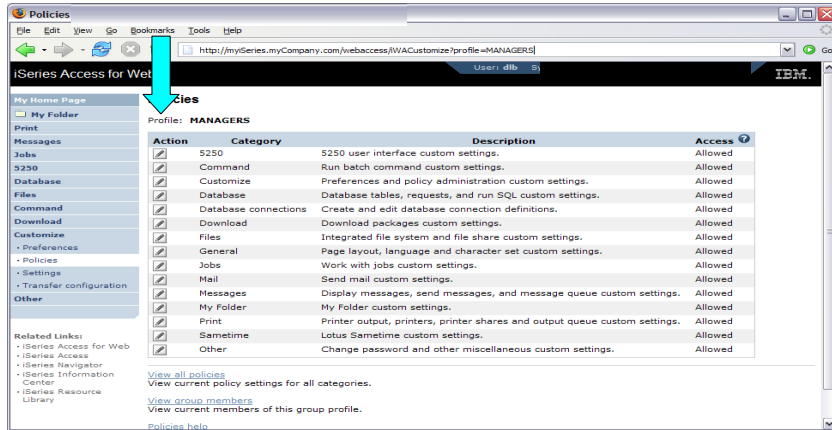 Policies
File Edit View Go Bookmarks Tools Help
http://myiSeries.myCompany.com/webaccess/iWACustomize?profile=MANAGERS
Go
iSeries Access for We
User: dlb
IBM.
My Home Page
My Folder
Print
Messages
Jobs
5250
Database
Files
Command
Download
Customize
• Preferences
• Policies
• Settings
• Transfer configuration
Other
Related Links:
• iSeries Access for Web
• iSeries Access
• iSeries Navigator
• iSeries Information Center
• iSeries Resource Library
cies
Profile: MANAGERS
Action Category Description Access ?
5250 5250 user interface custom settings. Allowed
Command Run batch command custom settings. Allowed
Customize Preferences and policy administration custom settings. Allowed
Database Database tables, requests, and run SQL custom settings. Allowed
Database connections Create and edit database connection definitions. Allowed
Download Download packages custom settings. Allowed
Files Integrated file system and file share custom settings. Allowed
General Page layout, language and character set custom settings. Allowed
Jobs Work with jobs custom settings. Allowed
Mail Send mail custom settings. Allowed
Messages Display messages, send messages, and message queue custom settings. Allowed
My Folder My Folder custom settings. Allowed
Print Printer output, printers, printer shares and output queue custom settings. Allowed
Sametime Lotus Sametime custom settings. Allowed
Other Change password and other miscellaneous custom settings. Allowed
View all policies
View current policy settings for all categories.
View group members
View current members of this group profile.
Policies help